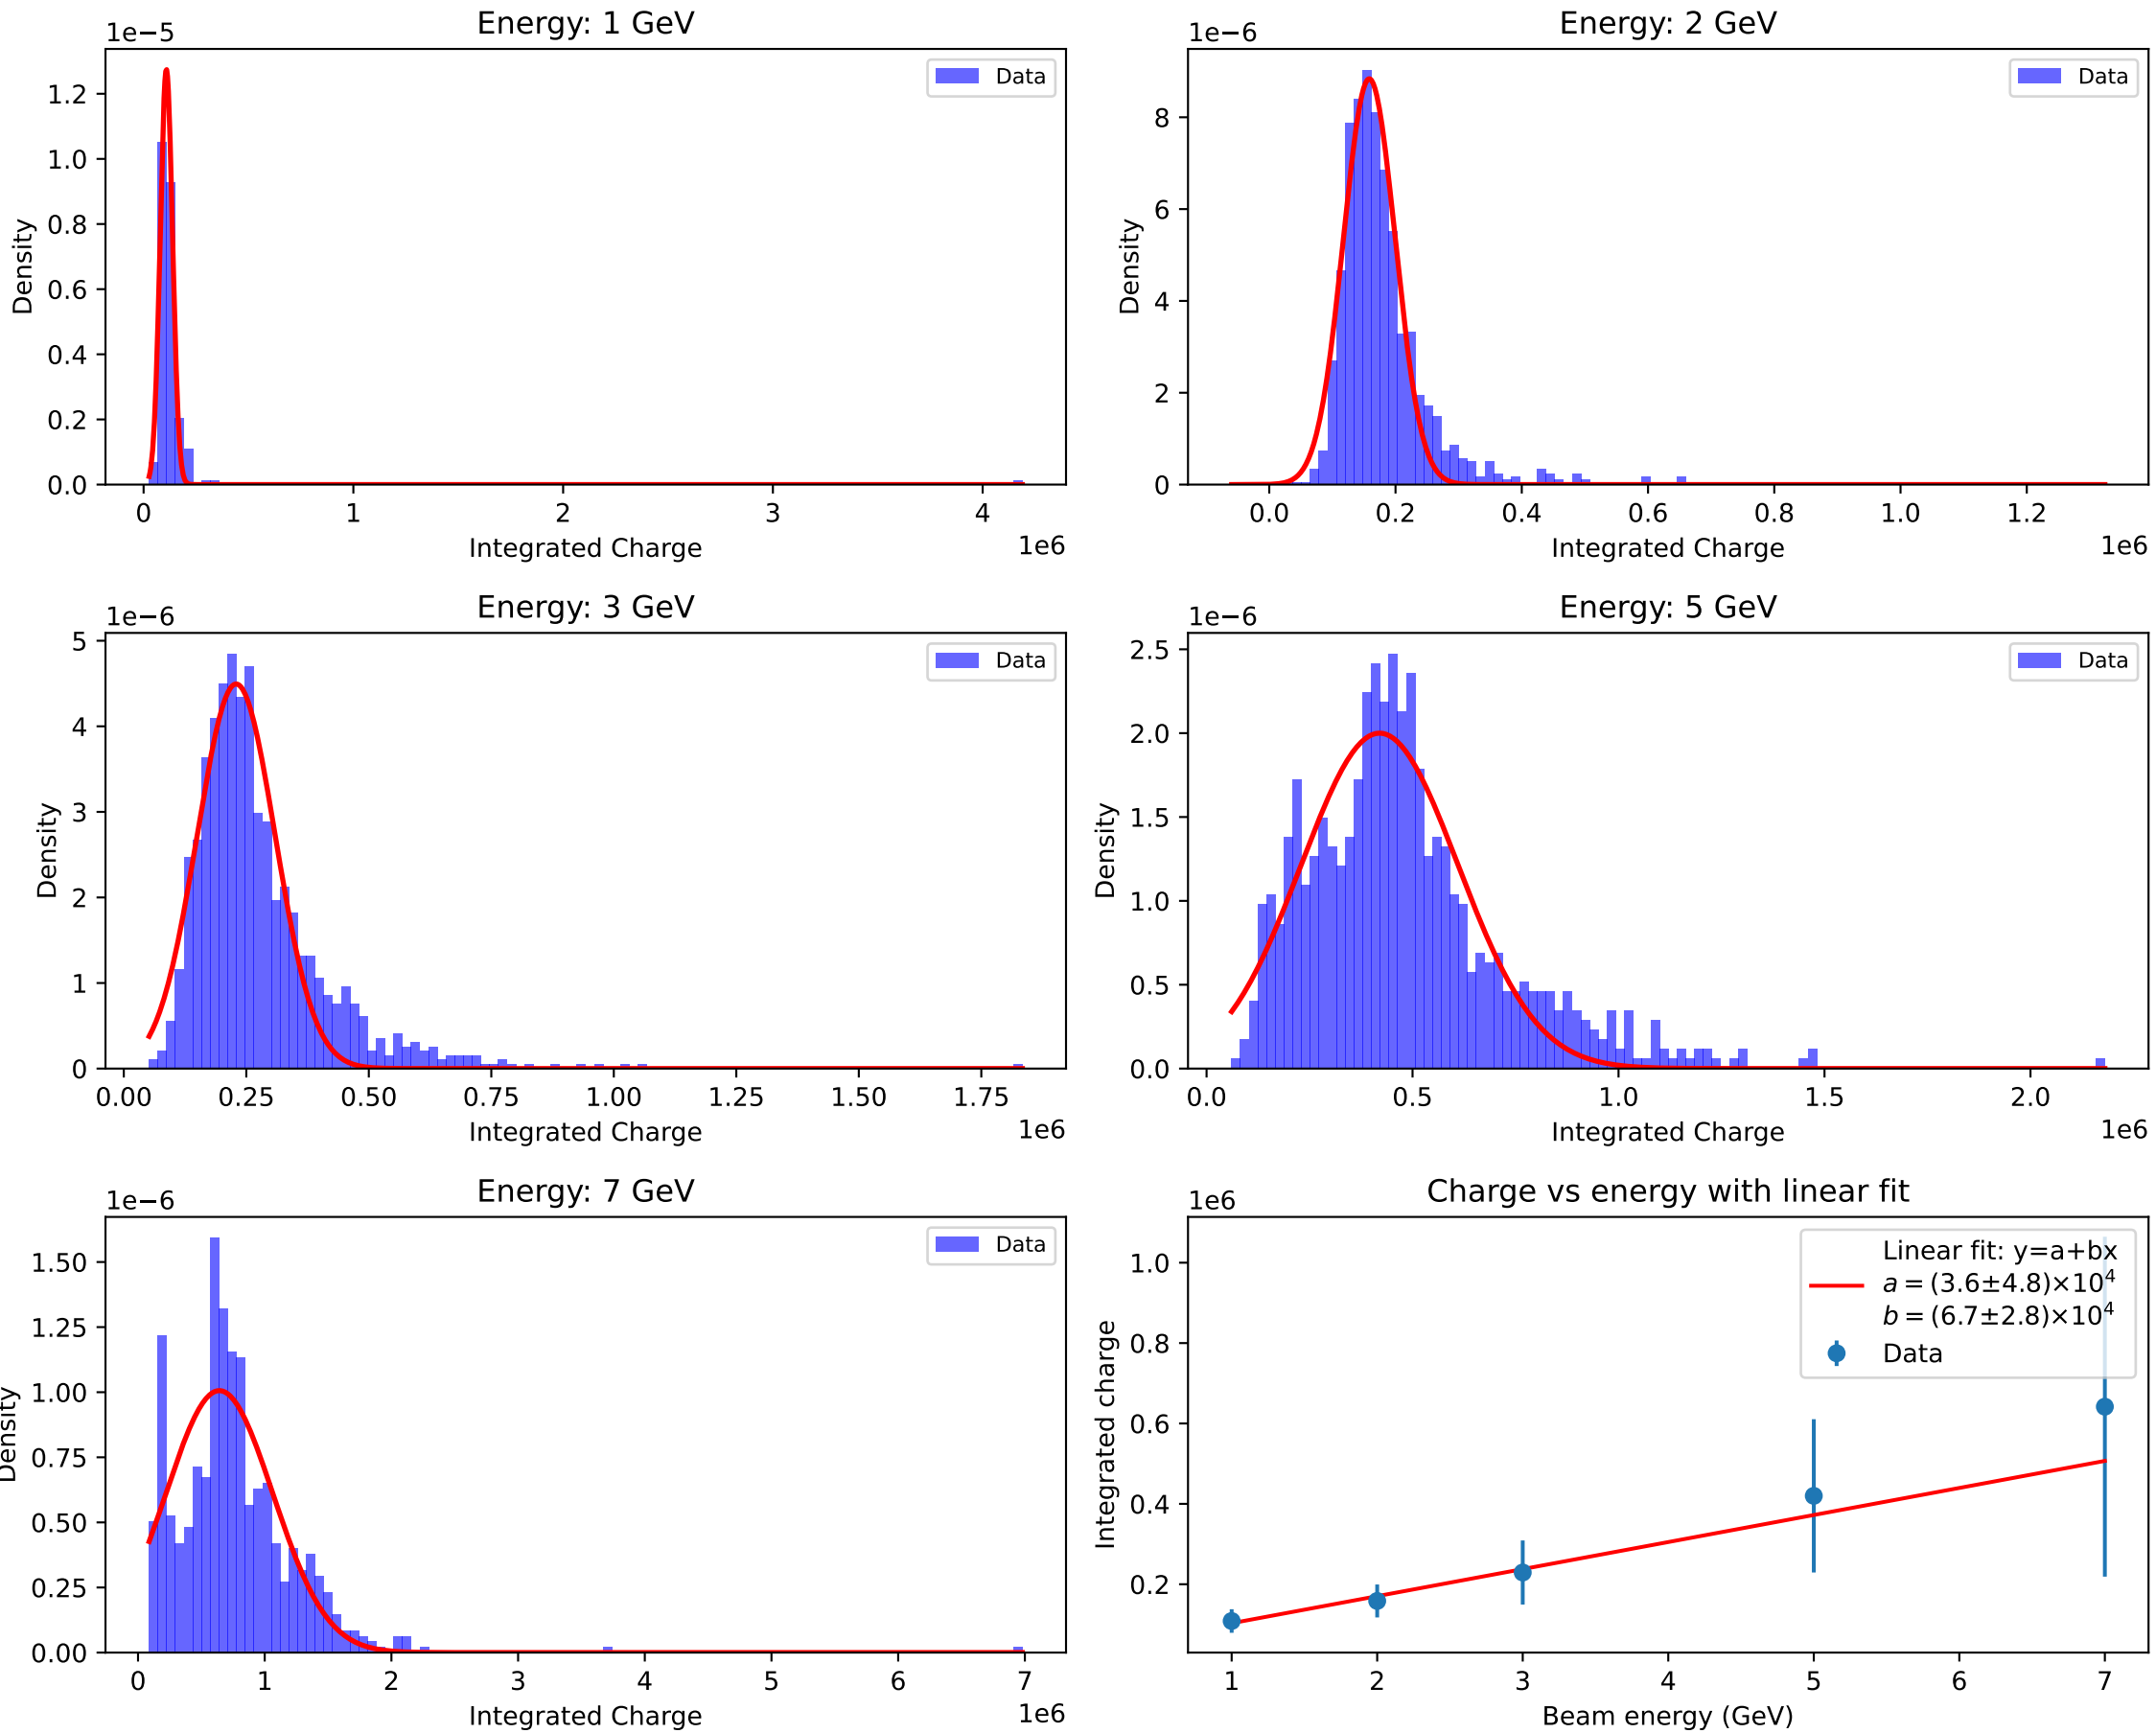 Energy: 1 GeV
1e−5
Data
Density
1.2
1.0
0.8
0.6
0.4
0.2
0.0
0 1 2 3 4
Integrated Charge
1e6
Energy: 2 GeV
1e−6
Data
Density
8
6
4
2
0
0.0 0.2 0.4 0.6 0.8 1.0 1.2
Integrated Charge
1e6
Energy: 3 GeV
1e−6
Data
Density
5
4
3
2
1
0
0.00 0.25 0.50 0.75 1.00 1.25 1.50 1.75
Integrated Charge
1e6
Energy: 5 GeV
1e−6
Data
Density
2.5
2.0
1.5
1.0
0.5
0.0
0.0 0.5 1.0 1.5 2.0
Integrated Charge
1e6
Energy: 7 GeV
1e−6
Data
Density
1.50
1.25
1.00
0.75
0.50
0.25
0.00
0 1 2 3 4 5 6 7
Integrated Charge
1e6
Charge vs energy with linear fit
1e6
Linear fit: y=a+bx
a = (3.6±4.8)×10⁴
b = (6.7±2.8)×10⁴
Data
Integrated charge
1.0
0.8
0.6
0.4
0.2
1 2 3 4 5 6 7
Beam energy (GeV)